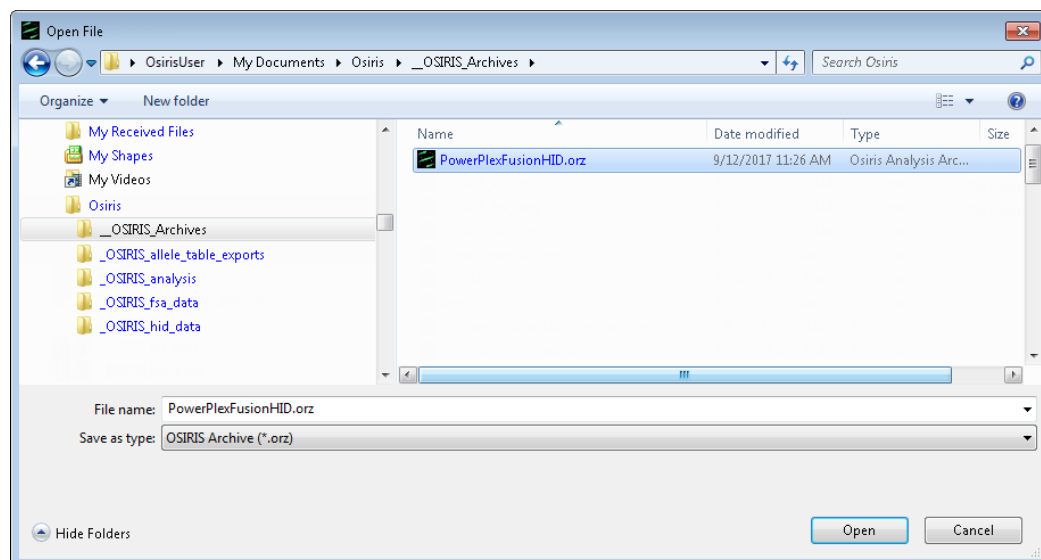 Open File
OsirisUser ▸ My Documents ▸ Osiris ▸ __OSIRIS_Archives ▸
Search Osiris
Organize New folder
My Received Files
My Shapes
My Videos
Osiris
__OSIRIS_Archives
_OSIRIS_allele_table_exports
_OSIRIS_analysis
_OSIRIS_fsa_data
_OSIRIS_hid_data
Name Date modified Type Size
PowerPlexFusionHID.orz 9/12/2017 11:26 AM Osiris Analysis Arc...
File name: PowerPlexFusionHID.orz
Save as type: OSIRIS Archive (*.orz)
Hide Folders
Open Cancel